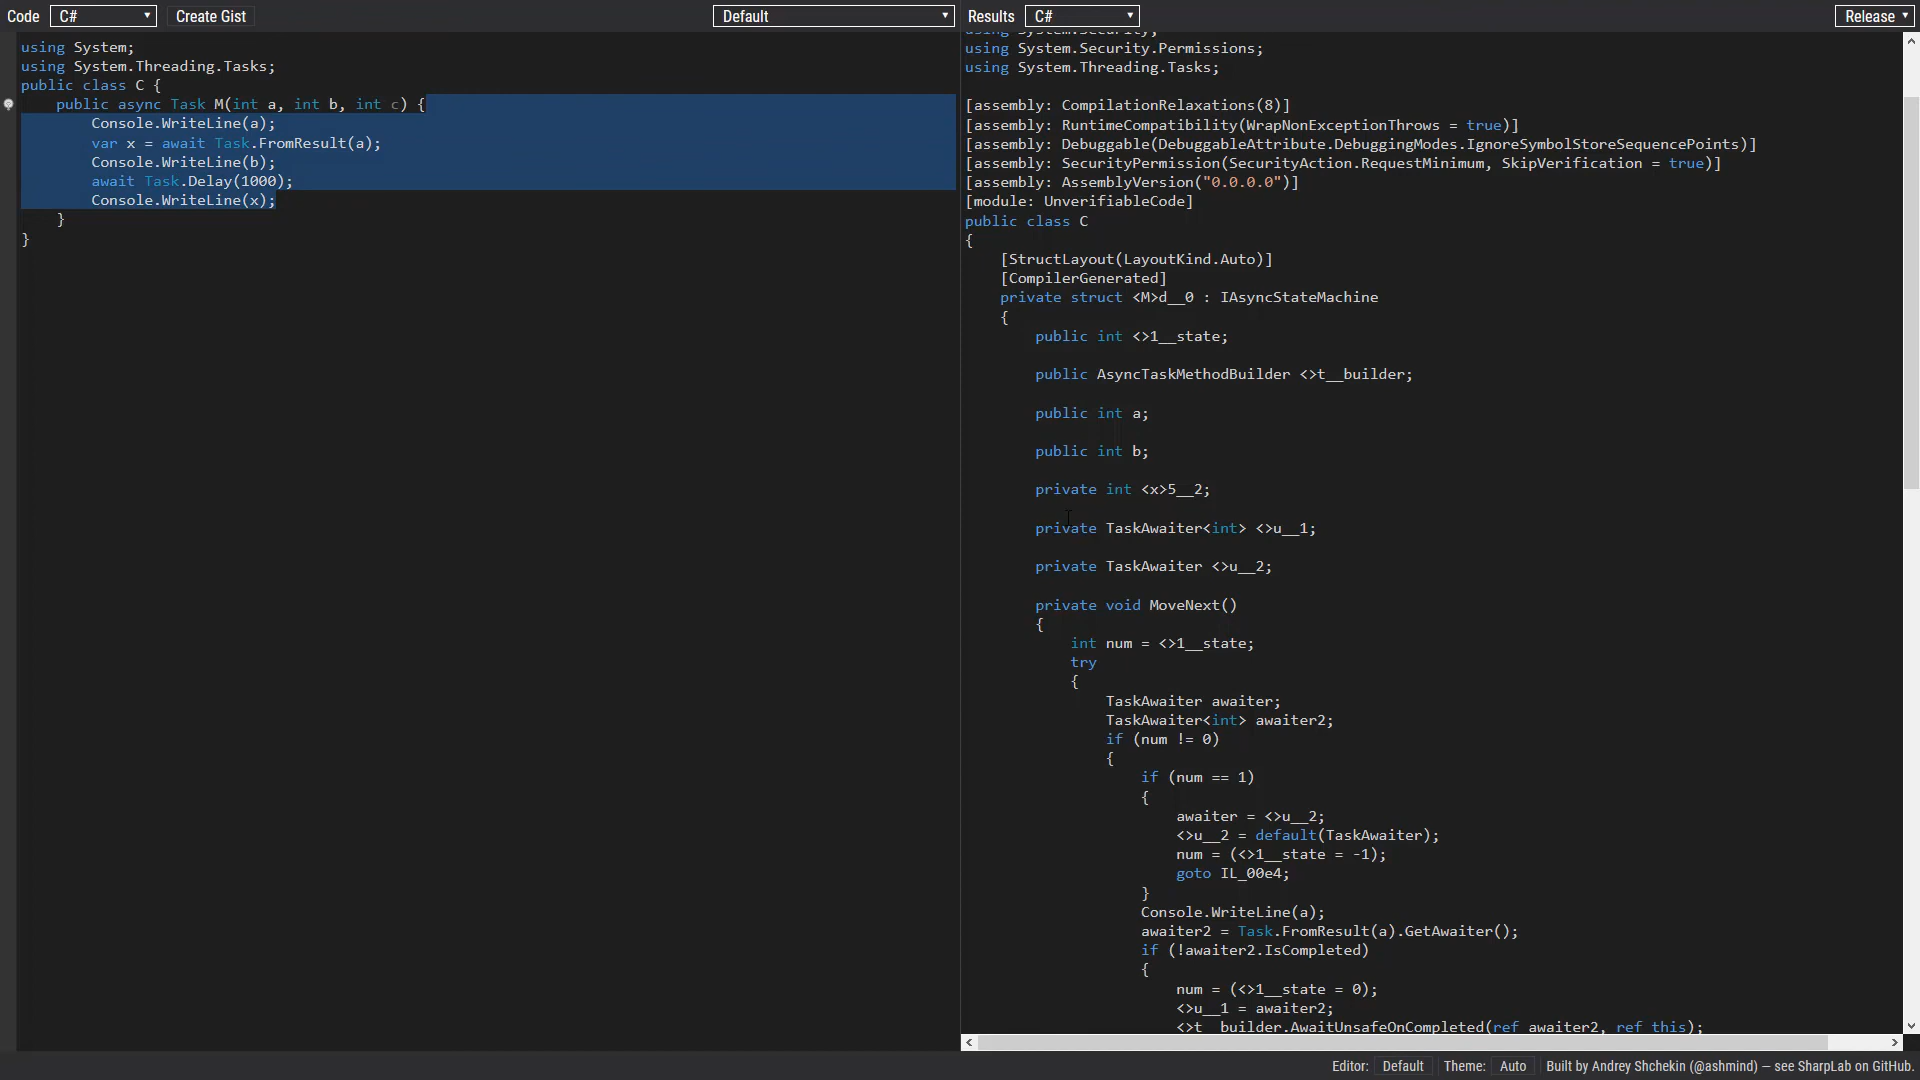 Code C# Create Gist Default
using System;
using System.Threading.Tasks;
public class C {
public async Task M(int a, int b, int c) {
Console.WriteLine(a);
var x = await Task.FromResult(a);
Console.WriteLine(b);
await Task.Delay(1000);
Console.WriteLine(x);
}
}
Results C# Release
using System.Security;
using System.Security.Permissions;
using System.Threading.Tasks;
[assembly: CompilationRelaxations(8)]
[assembly: RuntimeCompatibility(WrapNonExceptionThrows = true)]
[assembly: Debuggable(DebuggableAttribute.DebuggingModes.IgnoreSymbolStoreSequencePoints)]
[assembly: SecurityPermission(SecurityAction.RequestMinimum, SkipVerification = true)]
[assembly: AssemblyVersion("0.0.0.0")]
[module: UnverifiableCode]
public class C
{
[StructLayout(LayoutKind.Auto)]
[CompilerGenerated]
private struct <M>d__0 : IAsyncStateMachine
{
public int <>1__state;
public AsyncTaskMethodBuilder <>t__builder;
public int a;
public int b;
private int <x>5__2;
private TaskAwaiter<int> <>u__1;
private TaskAwaiter <>u__2;
private void MoveNext()
{
int num = <>1__state;
try
{
TaskAwaiter awaiter;
TaskAwaiter<int> awaiter2;
if (num != 0)
{
if (num == 1)
{
awaiter = <>u__2;
<>u__2 = default(TaskAwaiter);
num = (<>1__state = -1);
goto IL_00e4;
}
Console.WriteLine(a);
awaiter2 = Task.FromResult(a).GetAwaiter();
if (!awaiter2.IsCompleted)
{
num = (<>1__state = 0);
<>u__1 = awaiter2;
<>t__builder.AwaitUnsafeOnCompleted(ref awaiter2, ref this);
Editor: Default Theme: Auto Built by Andrey Shchekin (@ashmind) — see SharpLab on GitHub.